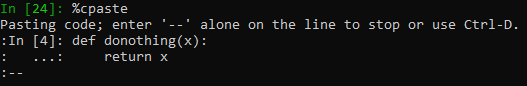 In [24]: %cpaste
Pasting code; enter '--' alone on the line to stop or use Ctrl-D.
:In [4]: def donothing(x):
:   ...:     return x
:--